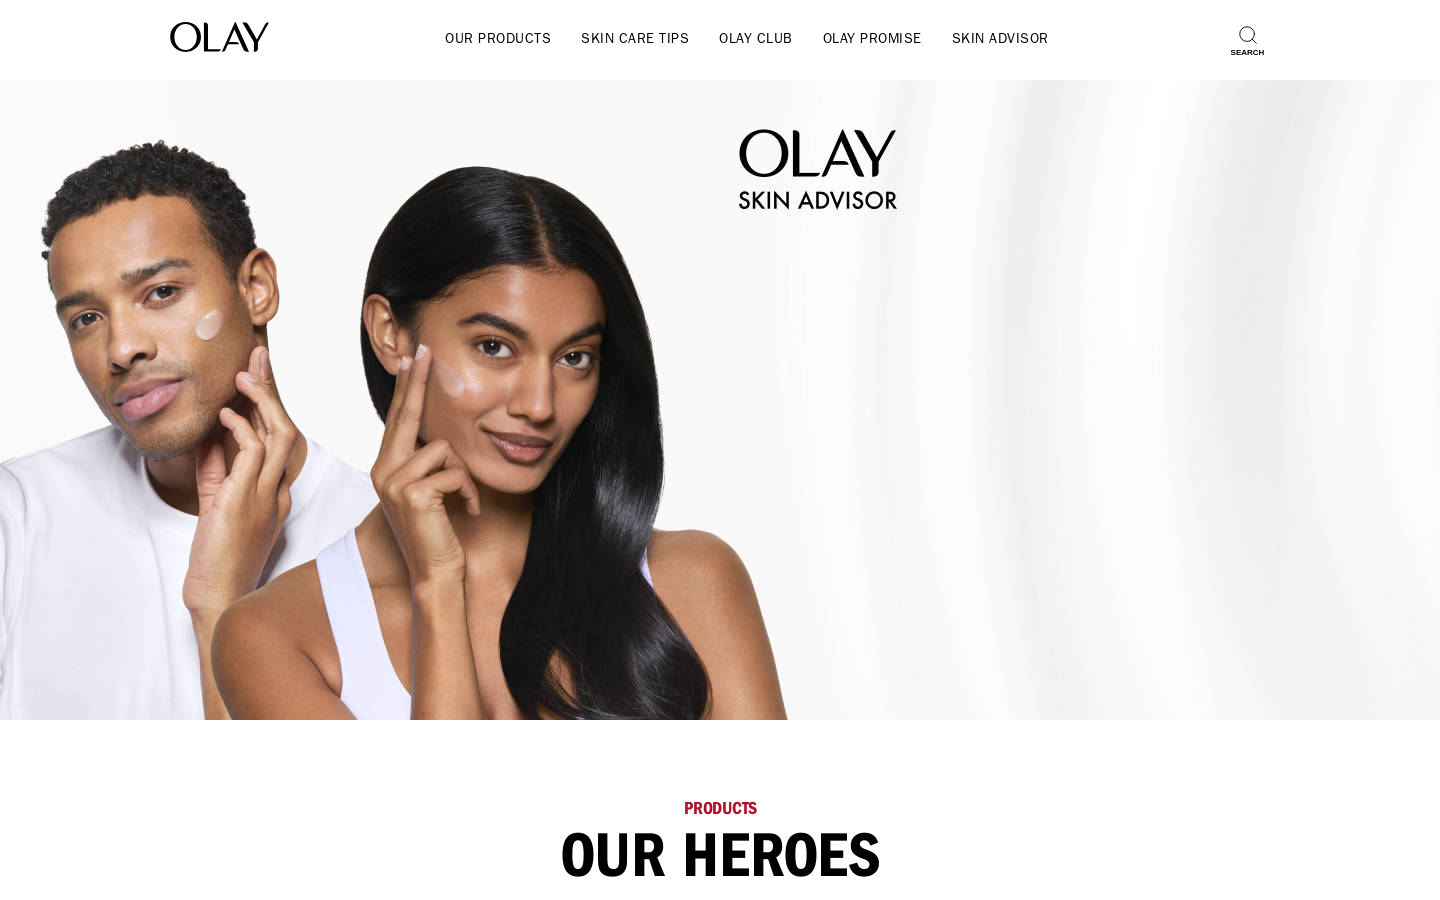 OLAY
OUR PRODUCTS
SKIN CARE TIPS
OLAY CLUB
OLAY PROMISE
SKIN ADVISOR
SEARCH
OLAY
SKIN ADVISOR
PRODUCTS
OUR HEROES